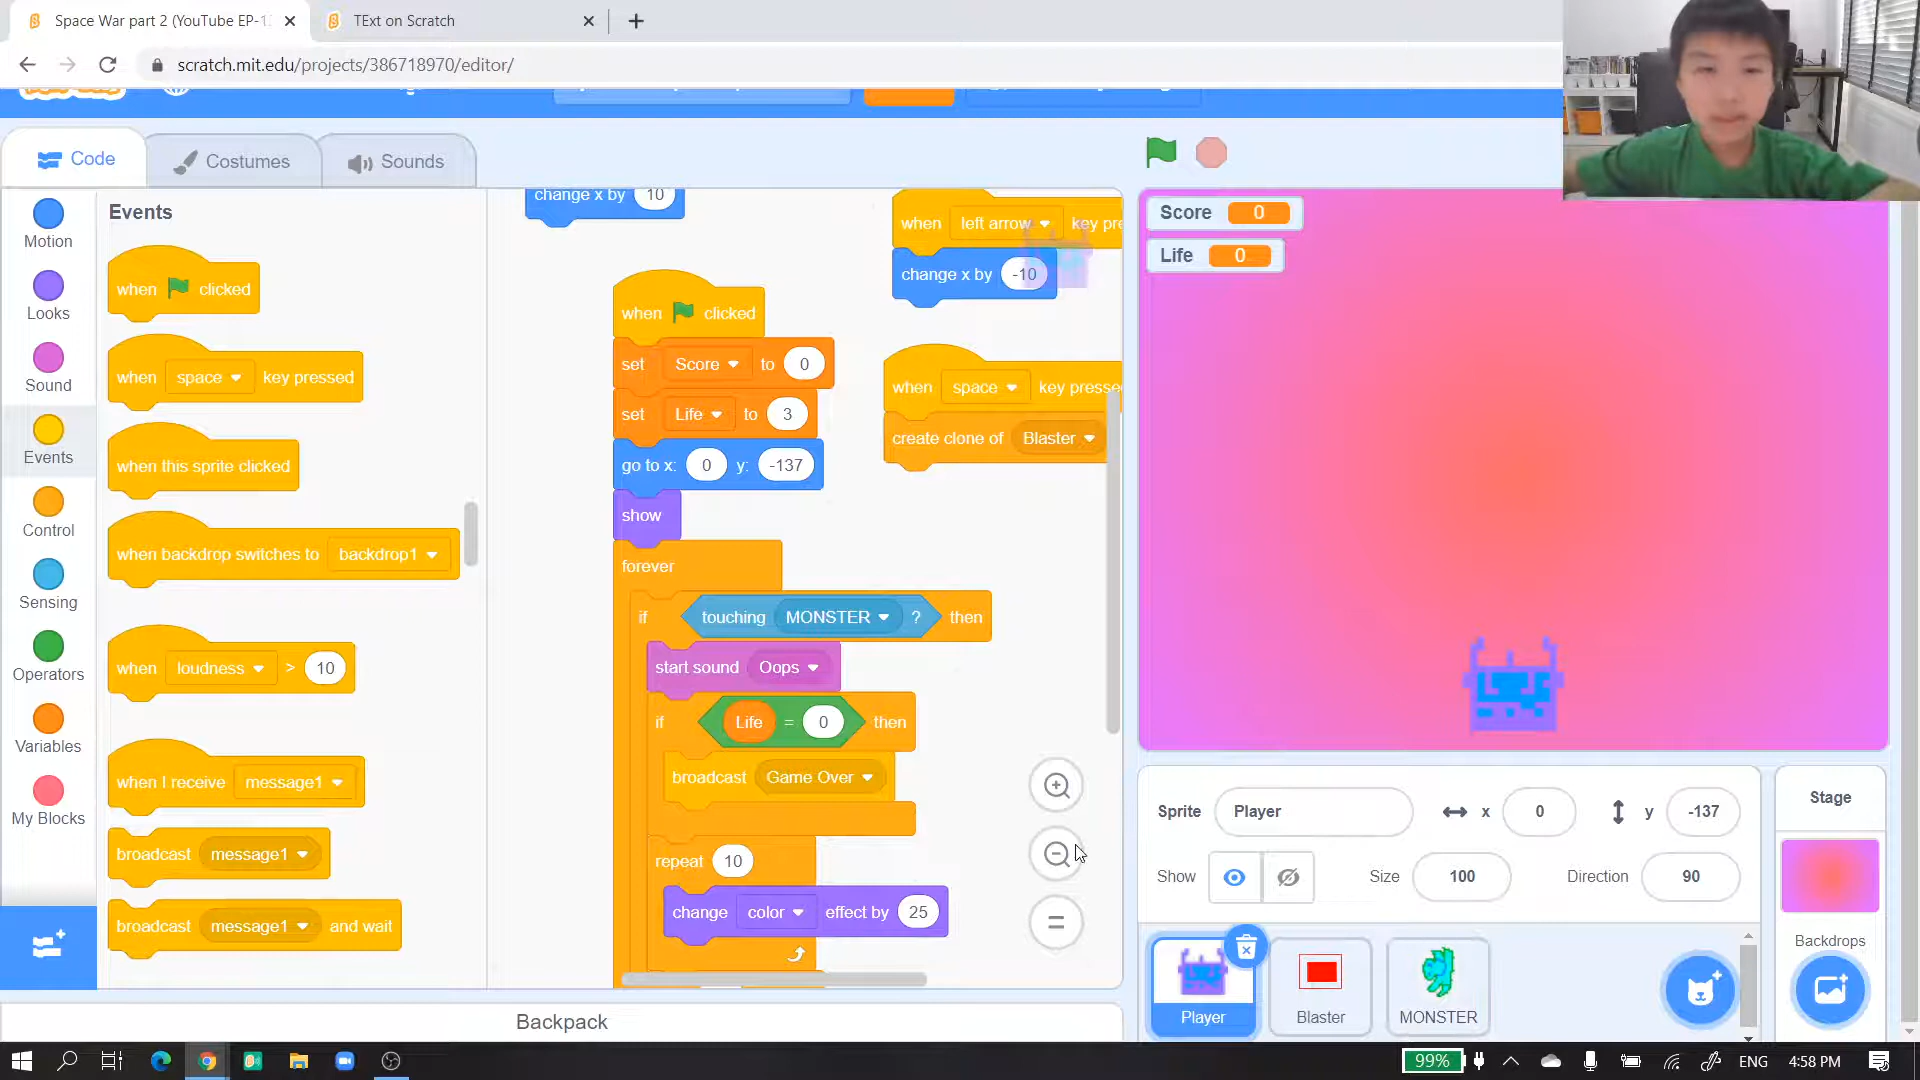 Space War part 2 (YouTube EP-1
TExt on Scratch
scratch.mit.edu/projects/386718970/editor/
Code
Costumes
Sounds
Motion
Looks
Sound
Events
Control
Sensing
Operators
Variables
My Blocks
Events
when clicked
when space key pressed
when this sprite clicked
when backdrop switches to backdrop1
when loudness > 10
when I receive message1
broadcast message1
broadcast message1 and wait
change x by 10
when left arrow key pre
change x by -10
when clicked
set Score to 0
set Life to 3
go to x: 0 y: -137
show
forever
if touching MONSTER ? then
start sound Oops
if Life = 0 then
broadcast Game Over
repeat 10
change color effect by 25
when space key presse
create clone of Blaster
Backpack
Score 0
Life 0
Sprite Player x 0 y -137
Show Size 100 Direction 90
Player
Blaster
MONSTER
Stage
Backdrops
99%
ENG
4:58 PM